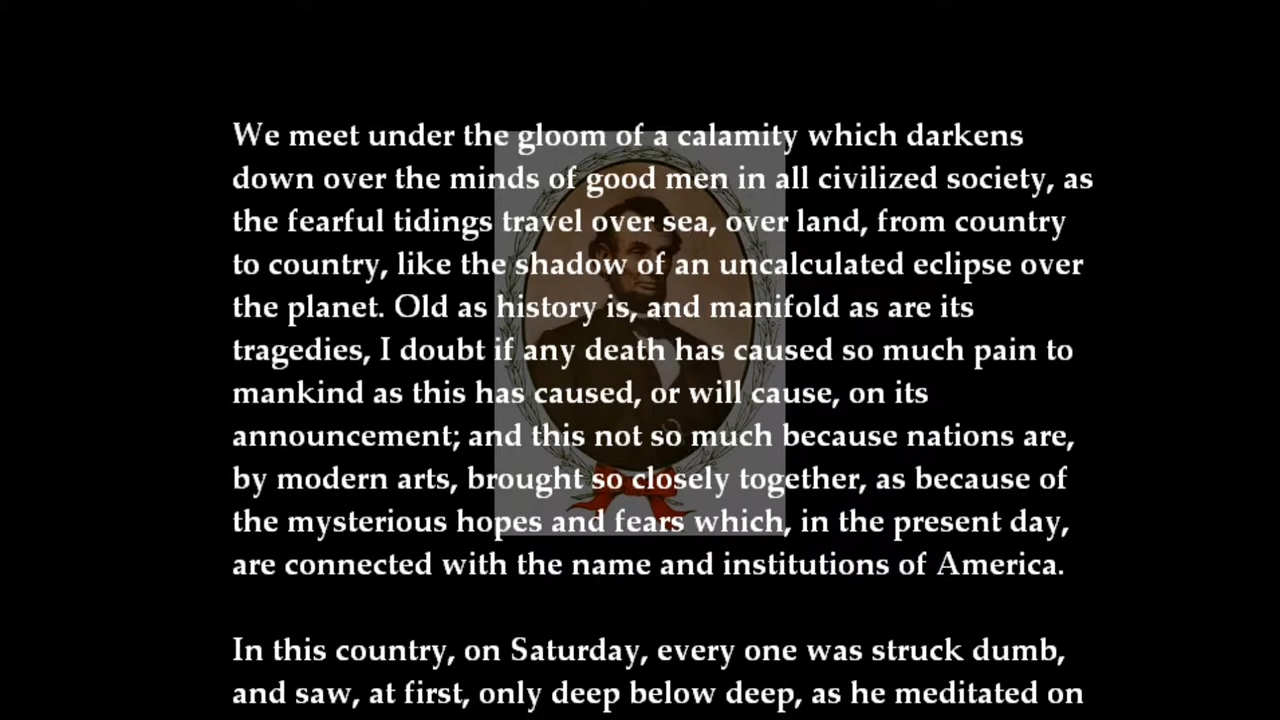 We meet under the gloom of a calamity which darkens
down over the minds of good men in all civilized society, as
the fearful tidings travel over sea, over land, from country
to country, like the shadow of an uncalculated eclipse over
the planet. Old as history is, and manifold as are its
tragedies, I doubt if any death has caused so much pain to
mankind as this has caused, or will cause, on its
announcement; and this not so much because nations are,
by modern arts, brought so closely together, as because of
the mysterious hopes and fears which, in the present day,
are connected with the name and institutions of America.
In this country, on Saturday, every one was struck dumb,
and saw, at first, only deep below deep, as he meditated on